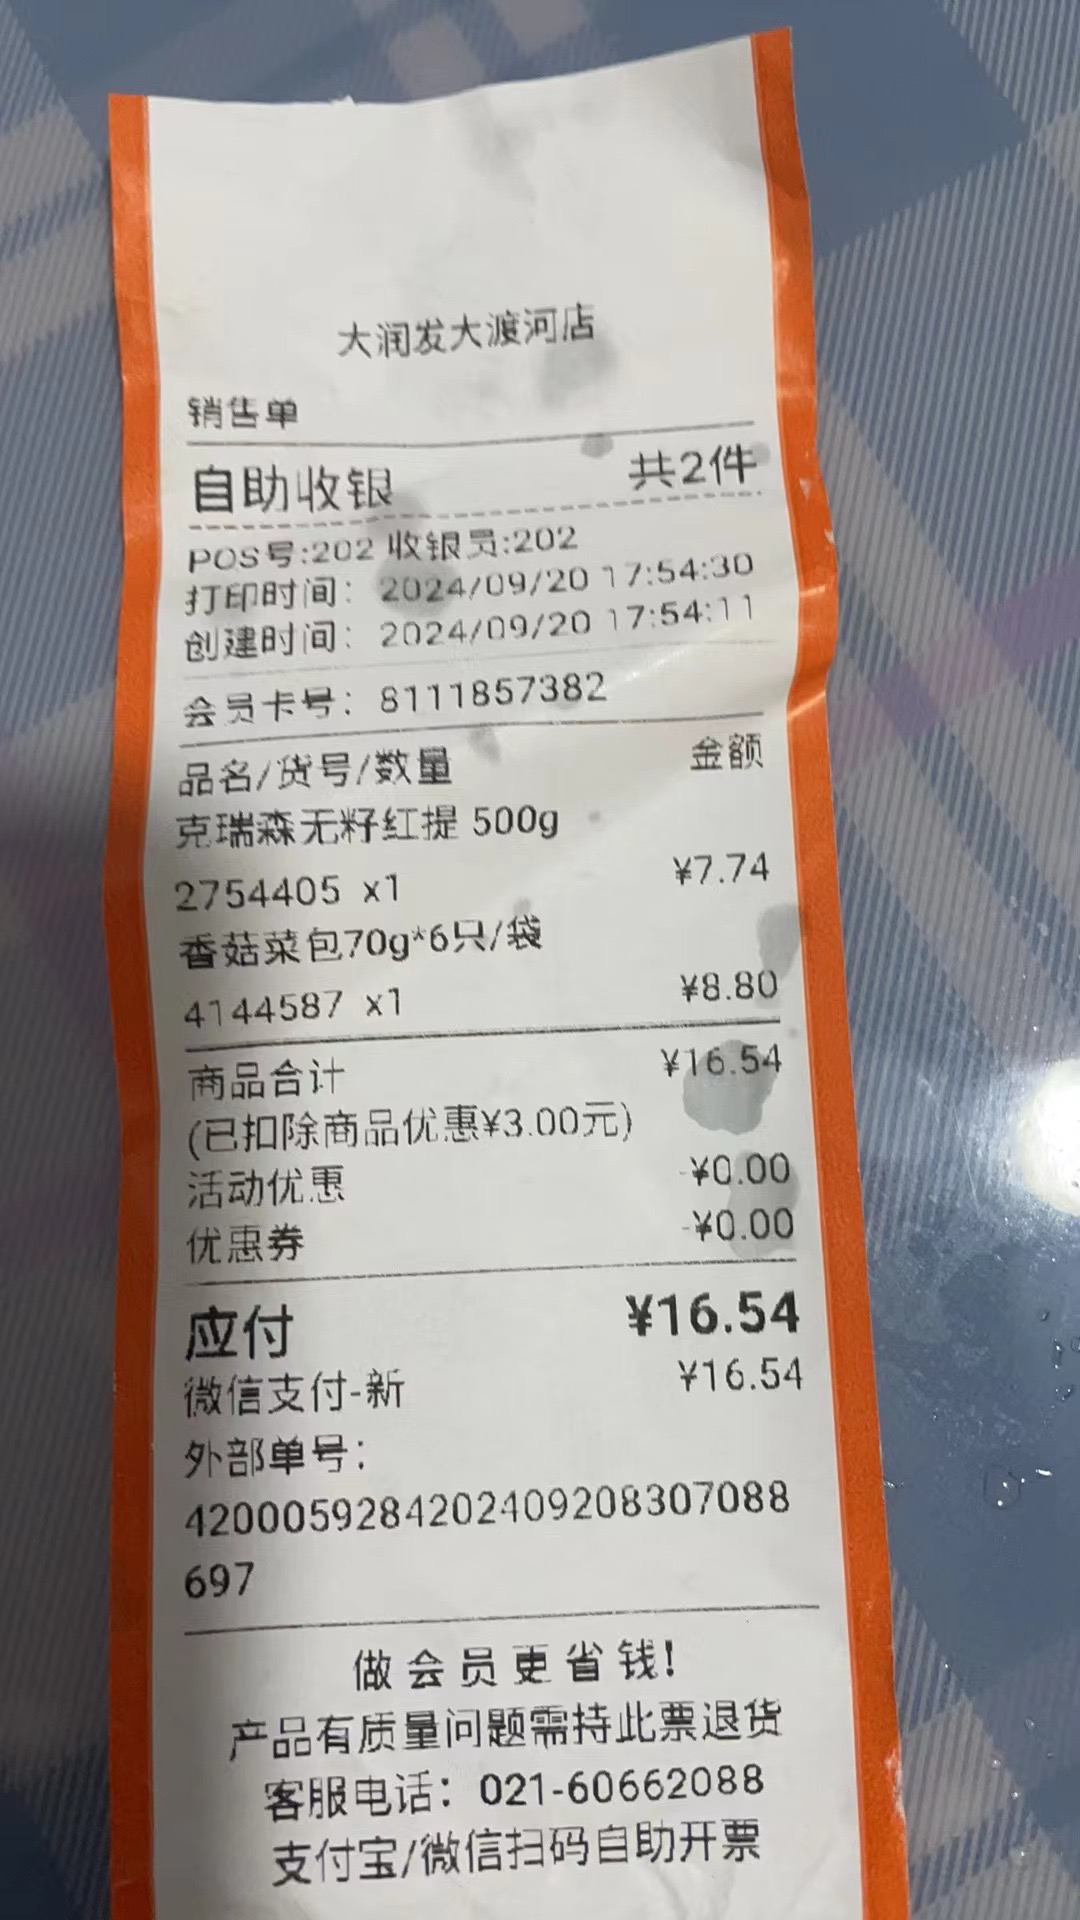 大润发大渡河店
销售单
自助收银 共2件
POS号:202 收银员:202
打印时间: 2024/09/20 17:54:30
创建时间: 2024/09/20 17:54:11
会员卡号: 8111857382
品名/货号/数量 金额
克瑞森无籽红提 500g
2754405 x1 ¥7.74
香菇菜包70g*6只/袋
4144587 x1 ¥8.80
商品合计 ¥16.54
(已扣除商品优惠¥3.00元)
活动优惠 -¥0.00
优惠券 -¥0.00
应付 ¥16.54
微信支付-新 ¥16.54
外部单号:
4200059284202409208307088
697
做会员更省钱!
产品有质量问题需持此票退货
客服电话: 021-60662088
支付宝/微信扫码自助开票